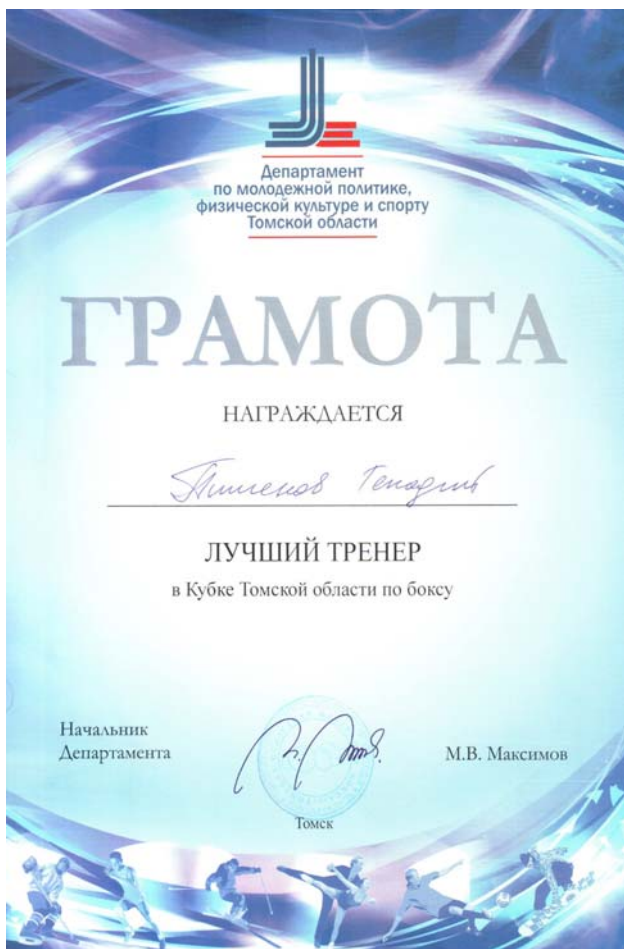 Департамент
по молодежной политике,
физической культуре и спорту
Томской области
ГРАМОТА
НАГРАЖДАЕТСЯ
Генадий
ЛУЧШИЙ ТРЕНЕР
в Кубке Томской области по боксу
Начальник
Департамента
М.В. Максимов
Томск